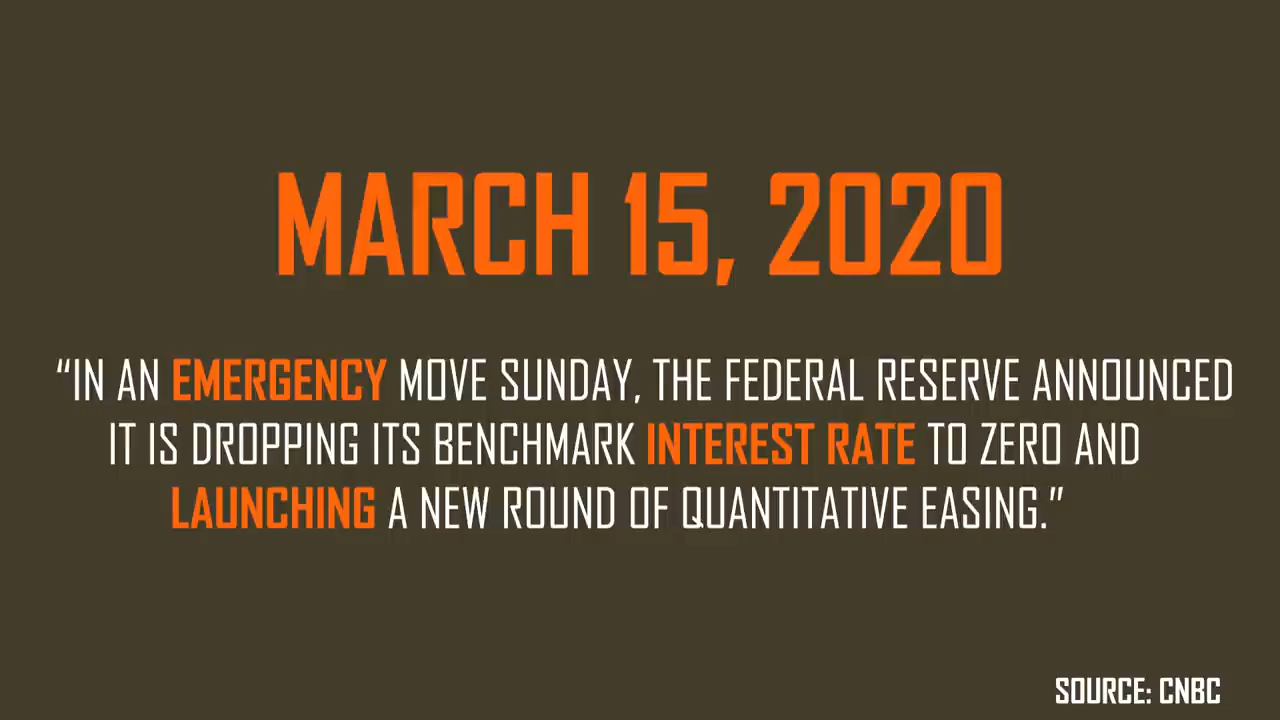 MARCH 15, 2020
“IN AN EMERGENCY MOVE SUNDAY, THE FEDERAL RESERVE ANNOUNCED
IT IS DROPPING ITS BENCHMARK INTEREST RATE TO ZERO AND
LAUNCHING A NEW ROUND OF QUANTITATIVE EASING.”
SOURCE: CNBC